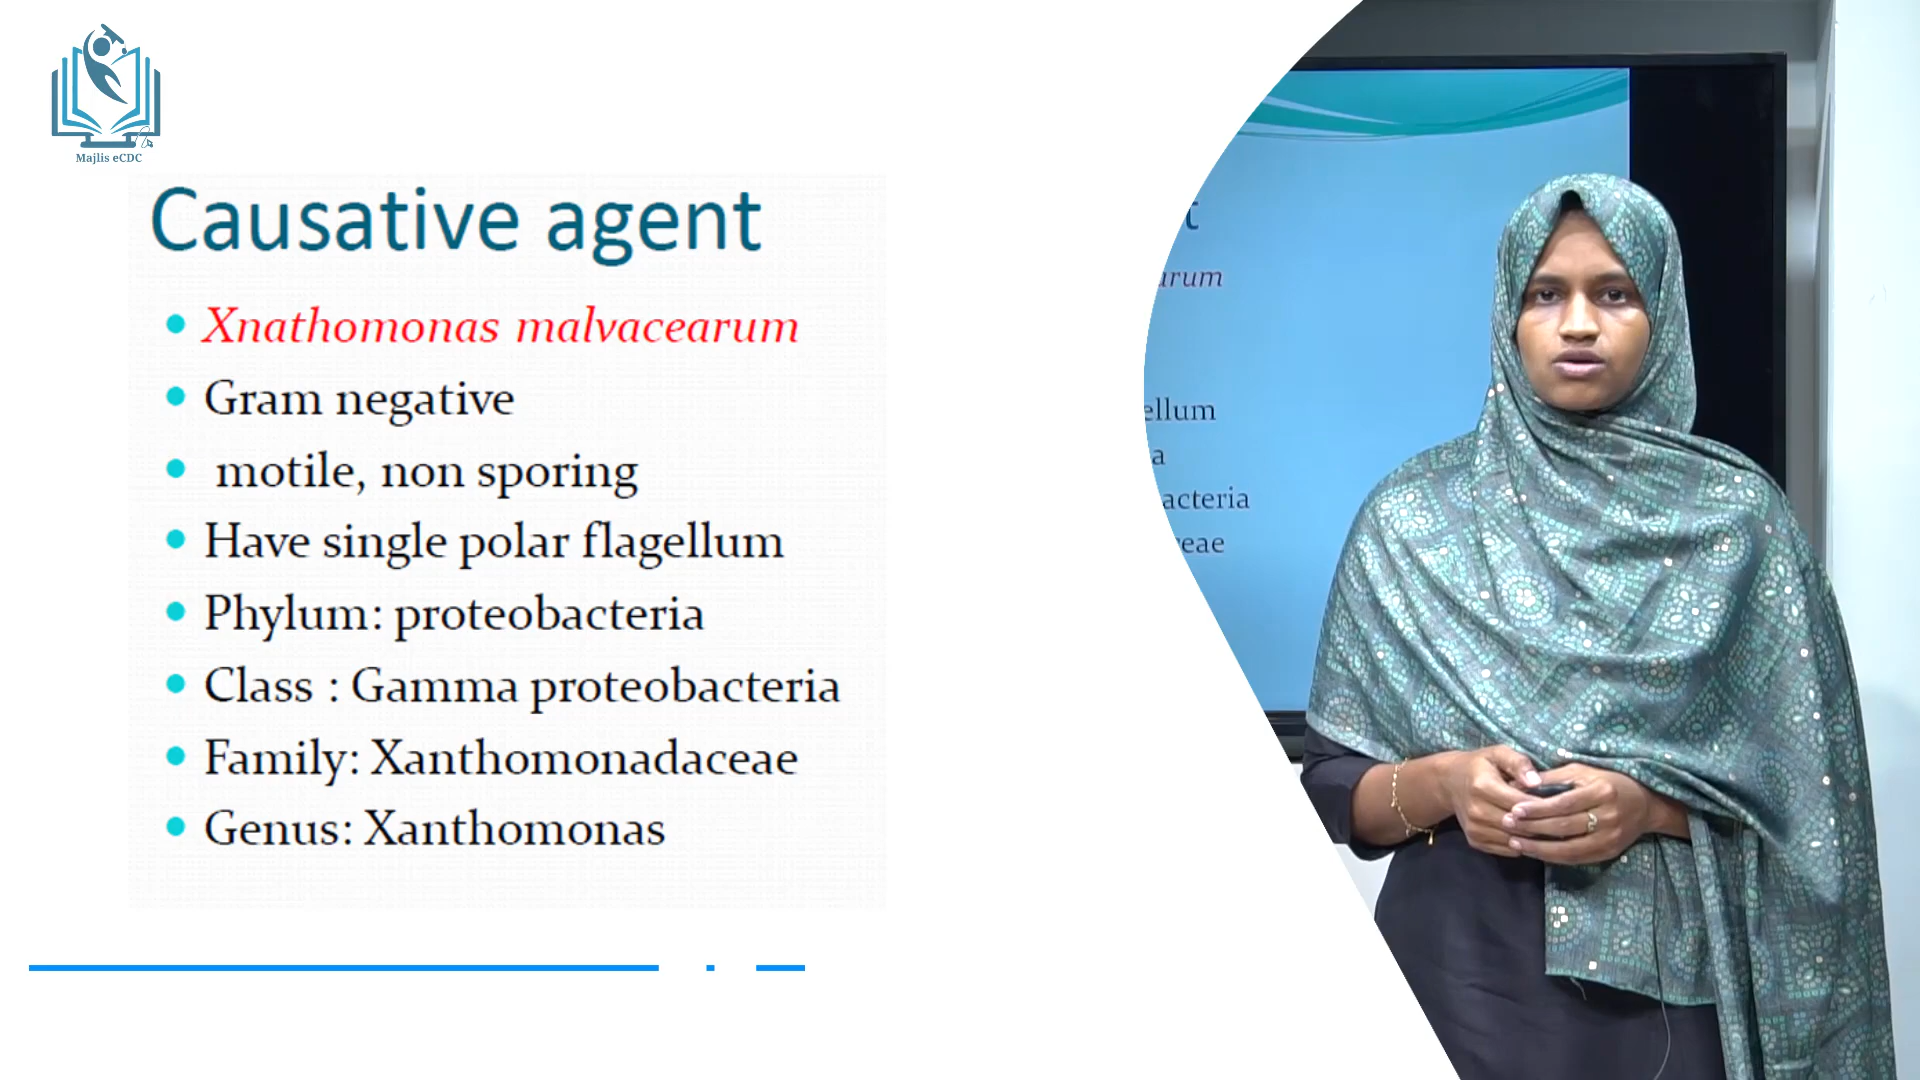 Majlis eCDC
Causative agent
Xnathomonas malvacearum
Gram negative
motile, non sporing
Have single polar flagellum
Phylum: proteobacteria
Class : Gamma proteobacteria
Family: Xanthomonadaceae
Genus: Xanthomonas
t
arum
ellum
a
acteria
eae